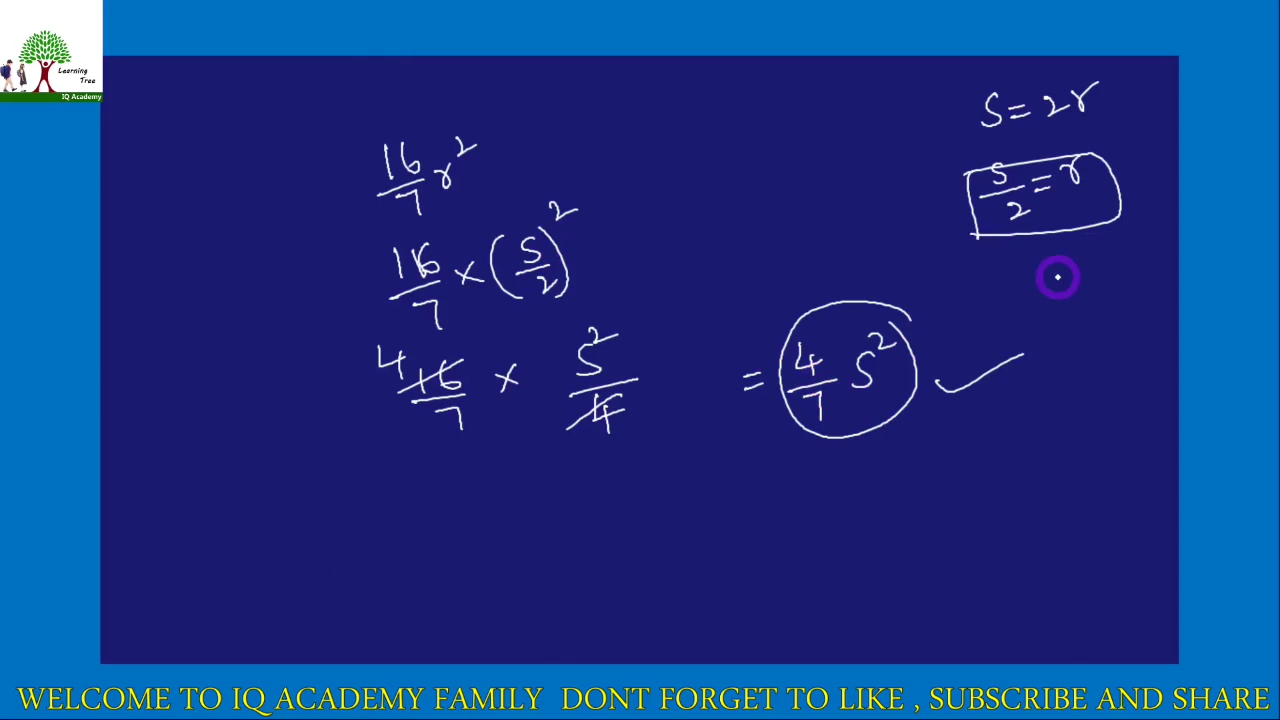 Learning
Tree
IQ Academy
S = 2r
S/2 = r
16/7 r²
16/7 × (S/2)²
4 16/7 × S²/4 = 4/7 S² ✓
WELCOME TO IQ ACADEMY FAMILY DONT FORGET TO LIKE , SUBSCRIBE AND SHARE